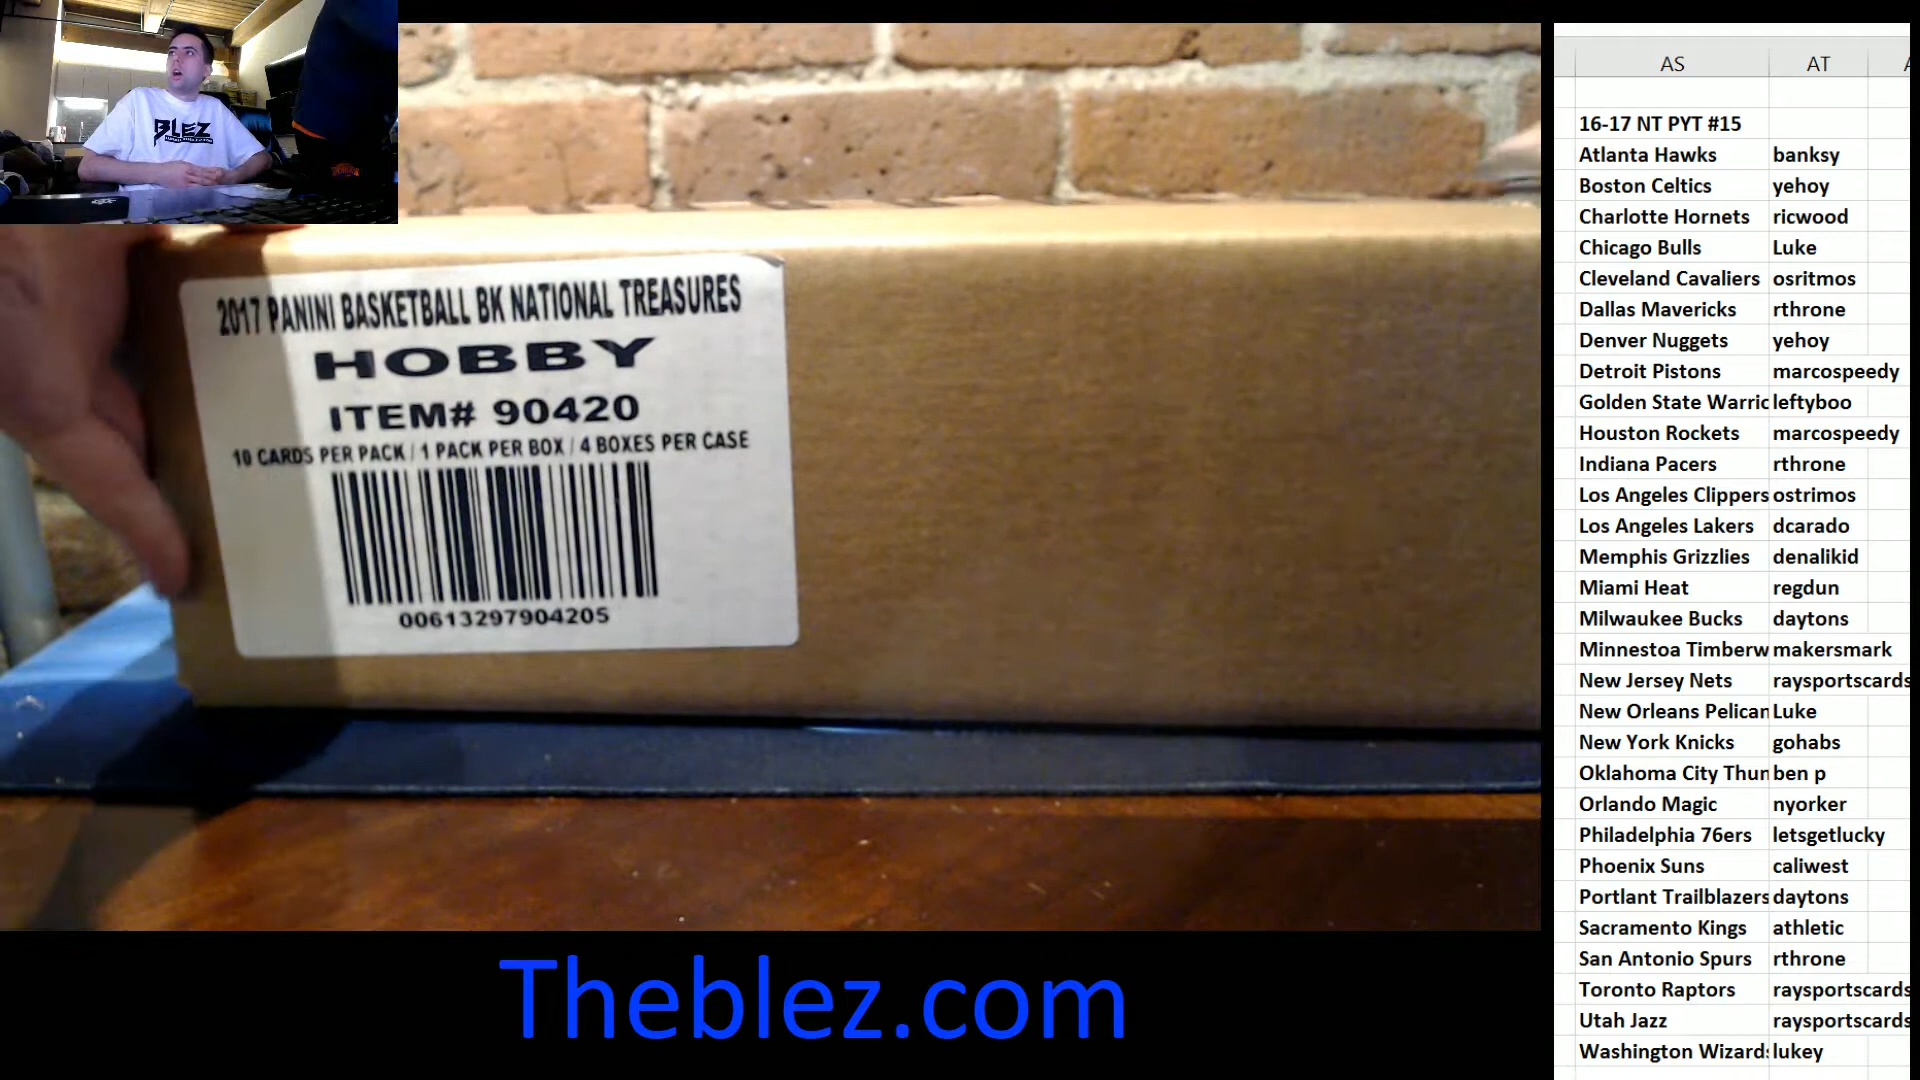 BLEZ
2017 PANINI BASKETBALL BK NATIONAL TREASURES
HOBBY
ITEM# 90420
10 CARDS PER PACK / 1 PACK PER BOX / 4 BOXES PER CASE
00613297904205
Theblez.com
AS AT
16-17 NT PYT #15
Atlanta Hawks banksy
Boston Celtics yehoy
Charlotte Hornets ricwood
Chicago Bulls Luke
Cleveland Cavaliers osritmos
Dallas Mavericks rthrone
Denver Nuggets yehoy
Detroit Pistons marcospeedy
Golden State Warric leftyboo
Houston Rockets marcospeedy
Indiana Pacers rthrone
Los Angeles Clippers ostrimos
Los Angeles Lakers dcarado
Memphis Grizzlies denalikid
Miami Heat regdun
Milwaukee Bucks daytons
Minnestoa Timberw makersmark
New Jersey Nets raysportscards
New Orleans Pelican Luke
New York Knicks gohabs
Oklahoma City Thun ben p
Orlando Magic nyorker
Philadelphia 76ers letsgetlucky
Phoenix Suns caliwest
Portlant Trailblazers daytons
Sacramento Kings athletic
San Antonio Spurs rthrone
Toronto Raptors raysportscards
Utah Jazz raysportscards
Washington Wizards lukey